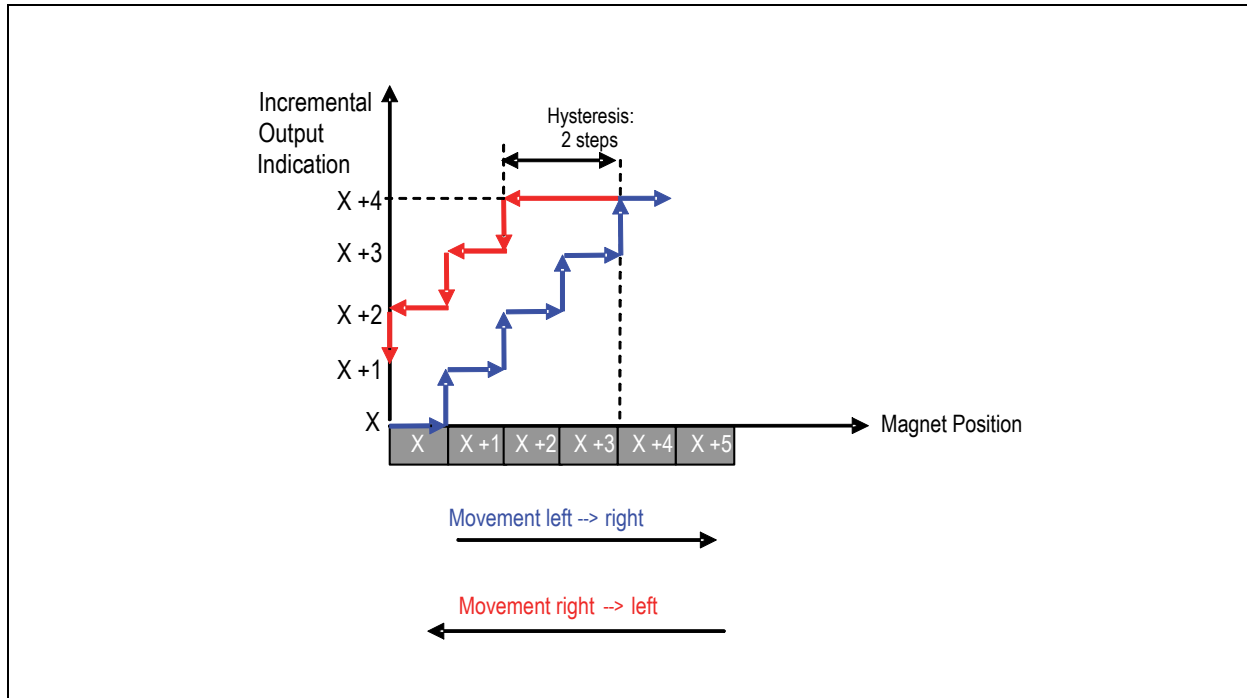 Incremental
Output
Indication
Hysteresis:
2 steps
X +4
X +3
X +2
X +1
X
Magnet Position
X X +1 X +2 X +3 X +4 X +5
Movement left --> right
Movement right --> left